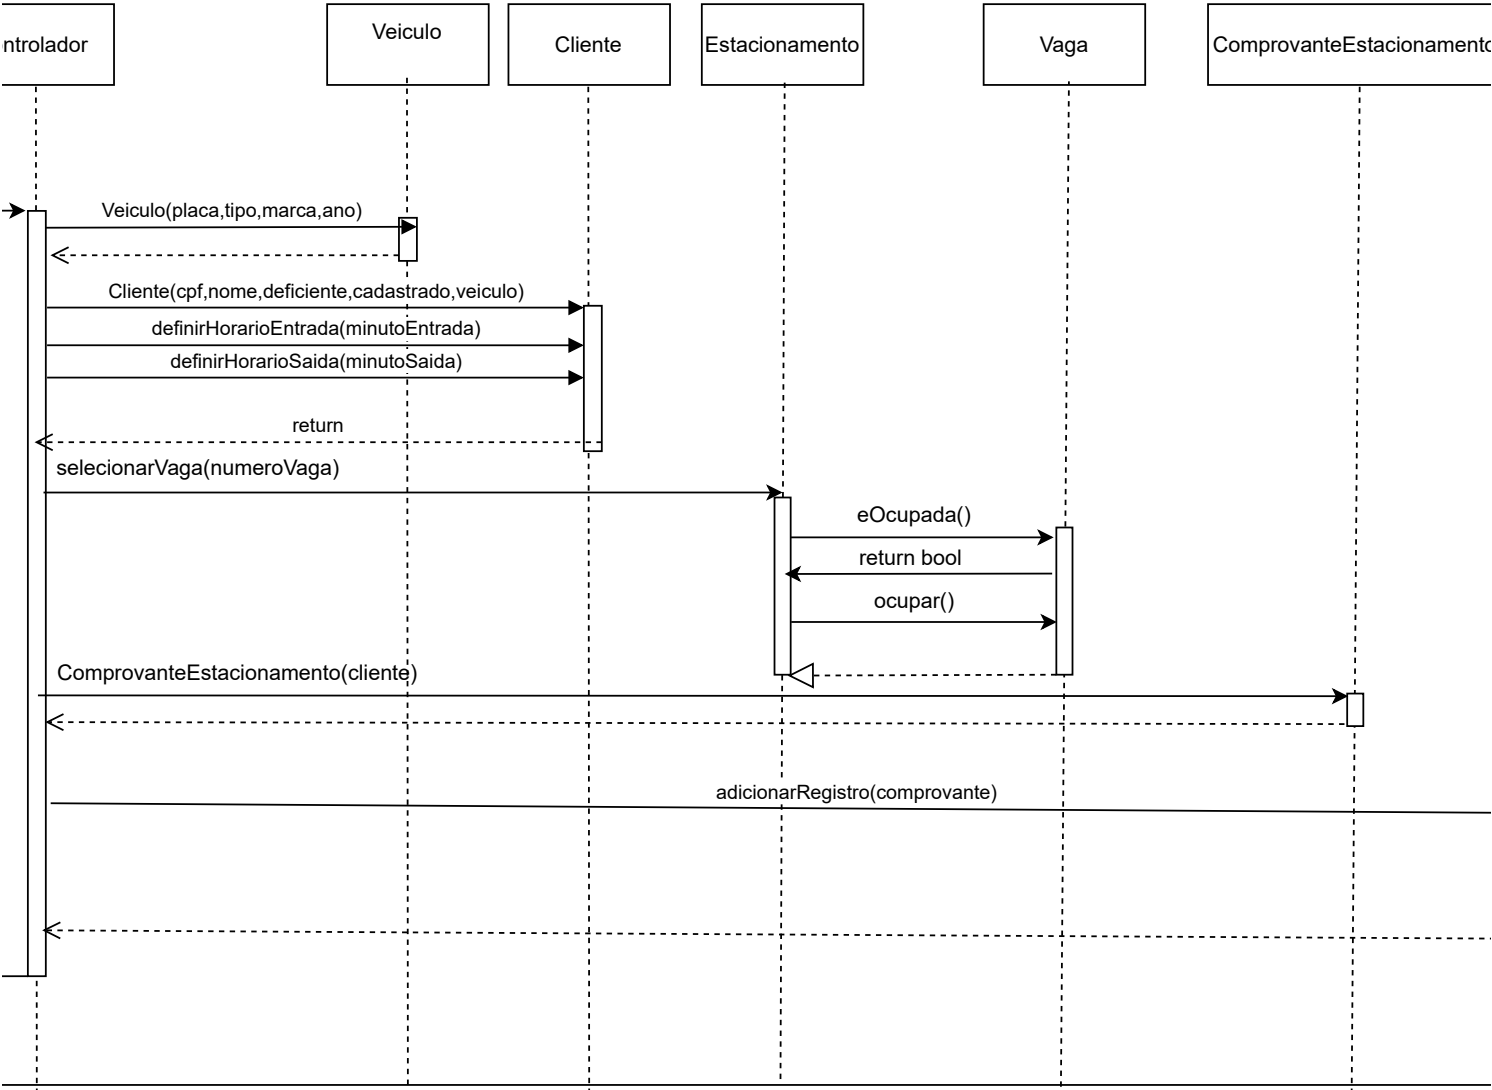 ntrolador
Veiculo
Cliente
Estacionamento
Vaga
ComprovanteEstacionamento
Veiculo(placa,tipo,marca,ano)
Cliente(cpf,nome,deficiente,cadastrado,veiculo)
definirHorarioEntrada(minutoEntrada)
definirHorarioSaida(minutoSaida)
return
selecionarVaga(numeroVaga)
eOcupada()
return bool
ocupar()
ComprovanteEstacionamento(cliente)
adicionarRegistro(comprovante)